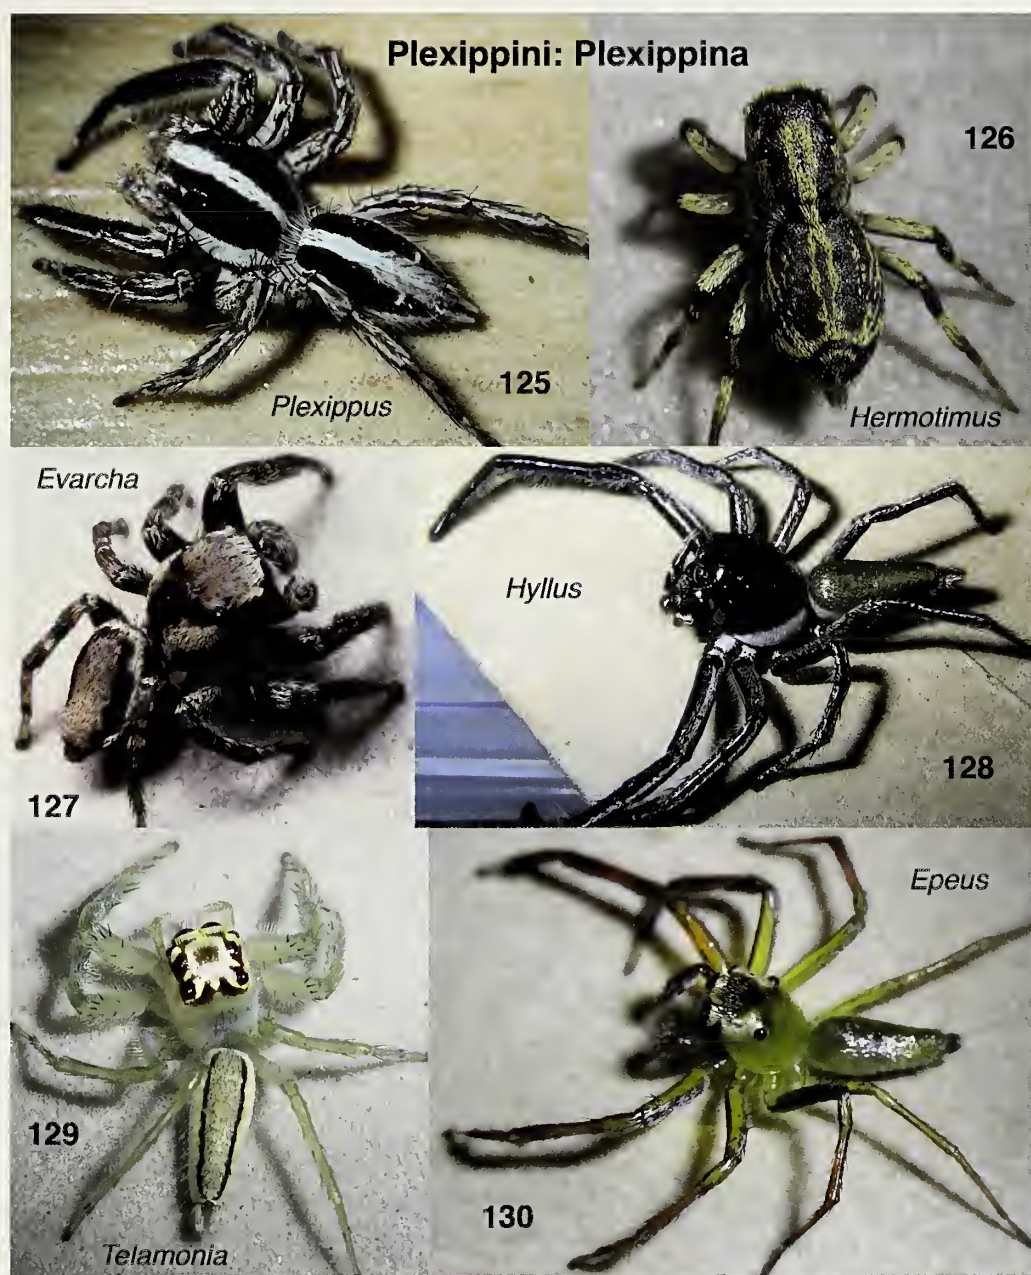 Plexippini: Plexippina
126
125
Plexippus
Hermotimus
Evarcha
Hyllus
128
127
Epeus
129
130
Telamonia